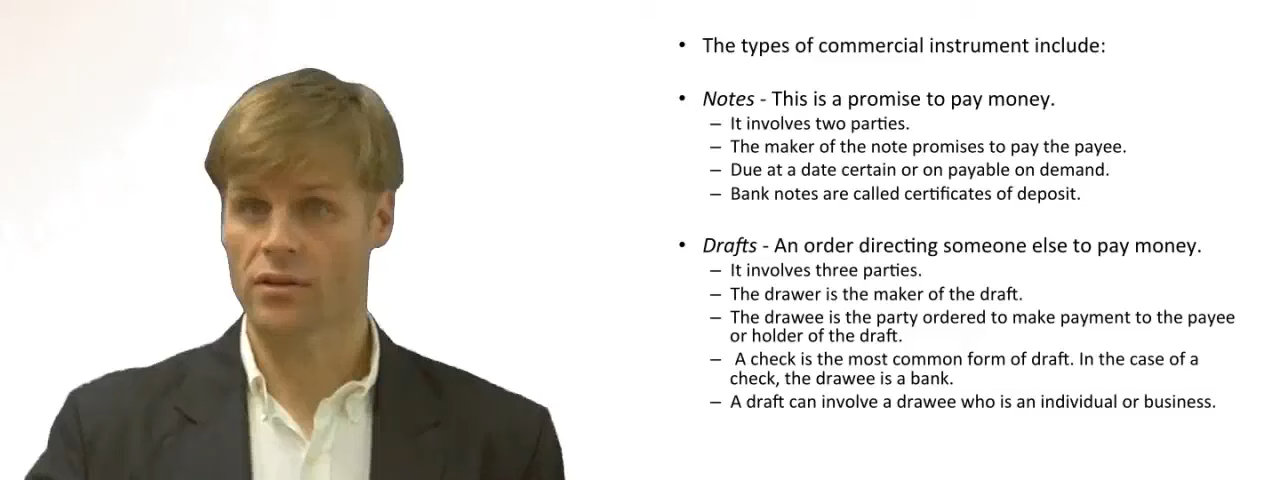 • The types of commercial instrument include:
• Notes - This is a promise to pay money.
– It involves two parties.
– The maker of the note promises to pay the payee.
– Due at a date certain or on payable on demand.
– Bank notes are called certificates of deposit.
• Drafts - An order directing someone else to pay money.
– It involves three parties.
– The drawer is the maker of the draft.
– The drawee is the party ordered to make payment to the payee
or holder of the draft.
– A check is the most common form of draft. In the case of a
check, the drawee is a bank.
– A draft can involve a drawee who is an individual or business.